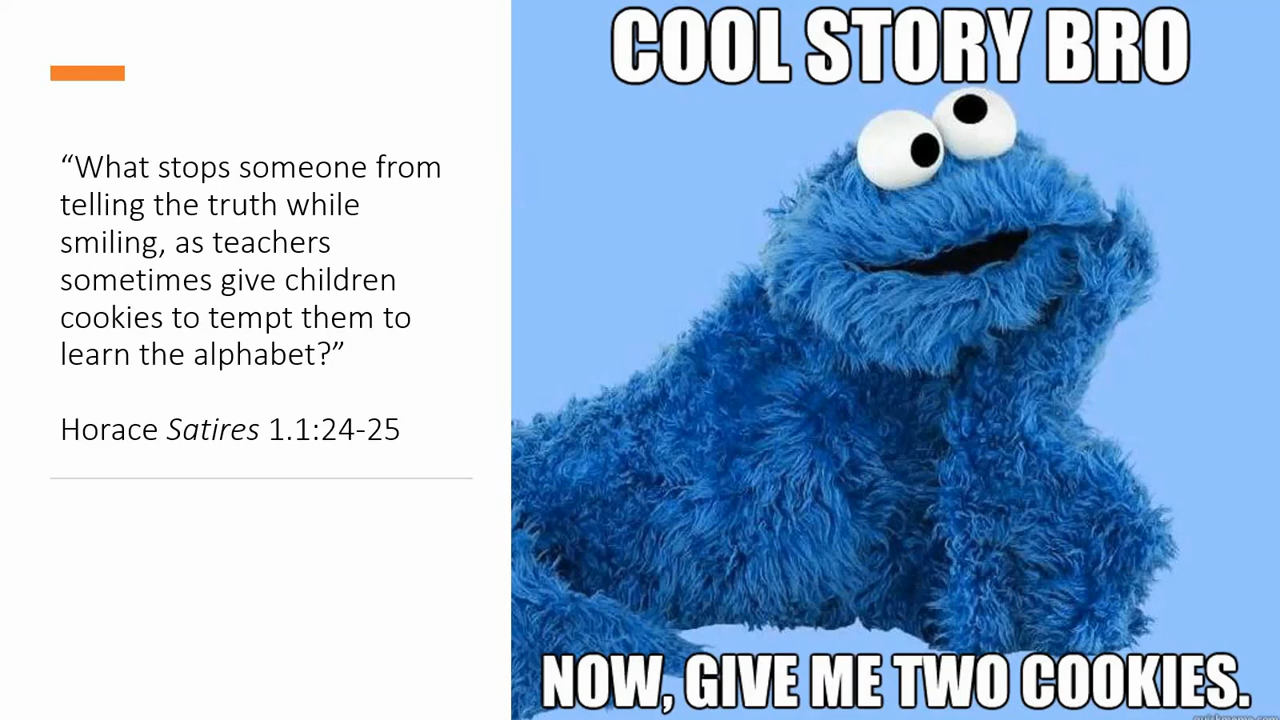 “What stops someone from
telling the truth while
smiling, as teachers
sometimes give children
cookies to tempt them to
learn the alphabet?”
Horace Satires 1.1:24-25
COOL STORY BRO
NOW, GIVE ME TWO COOKIES.